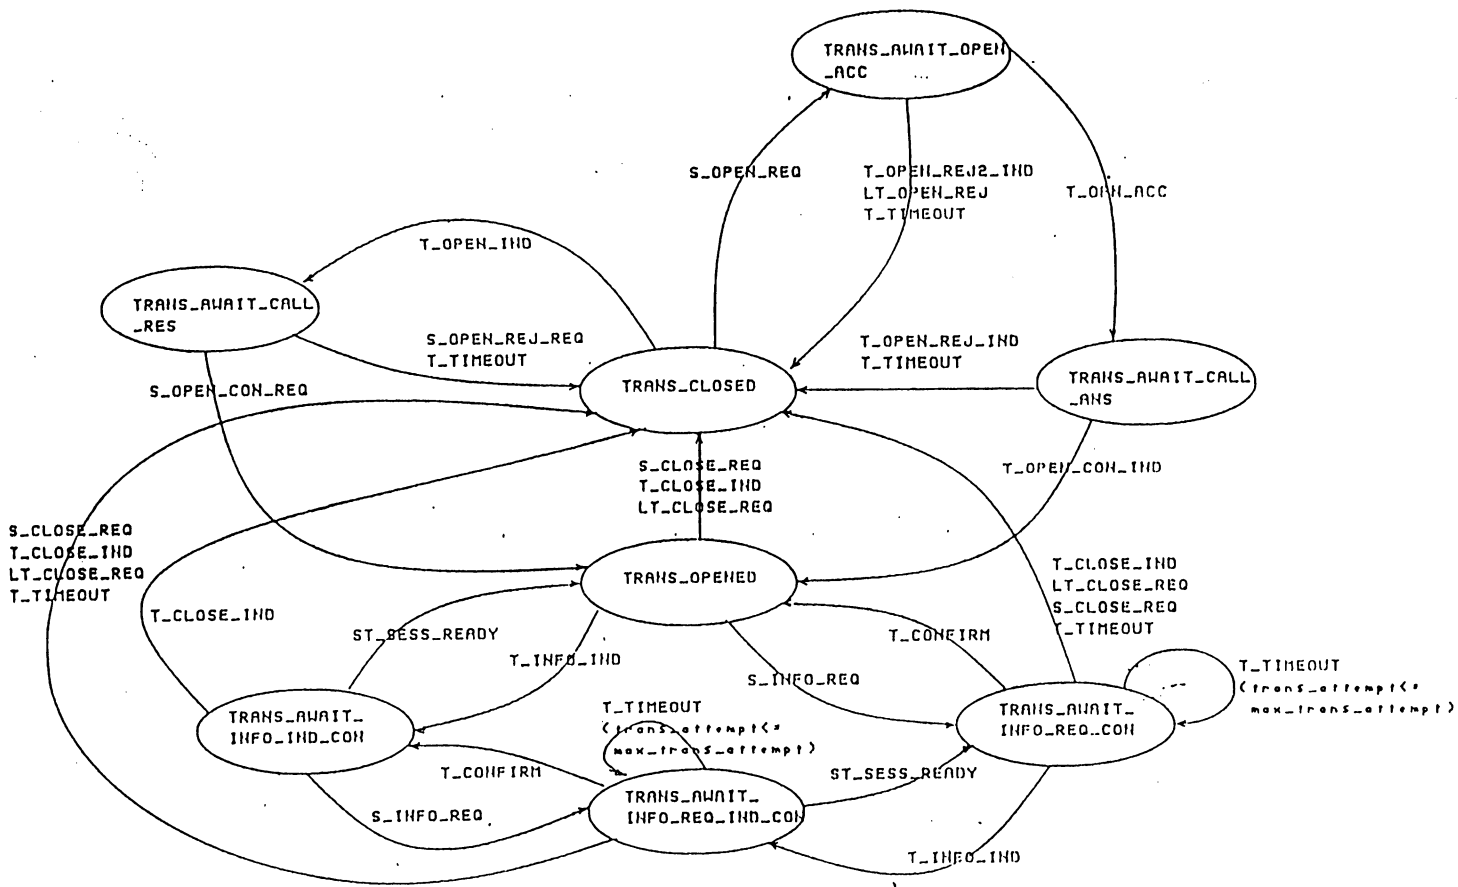 TRANS_AWAIT_OPEN
_ACC ...
S_OPEN_REQ
T_OPEN_REJ2_IND
LT_OPEN_REJ
T_TIMEOUT
T_OPN_ACC
T_OPEN_IND
TRANS_AWAIT_CALL
_RES
S_OPEN_REJ_REQ
T_TIMEOUT
T_OPEN_REJ_IND
T_TIMEOUT
TRANS_CLOSED
TRANS_AWAIT_CALL
_ANS
S_OPEN_CON_REQ
S_CLOSE_REQ
T_CLOSE_IND
LT_CLOSE_REQ
T_OPEN_CON_IND
S_CLOSE_REQ
T_CLOSE_IND
LT_CLOSE_REQ
T_TIMEOUT
TRANS_OPENED
T_CLOSE_IND
LT_CLOSE_REQ
S_CLOSE_REQ
T_TIMEOUT
T_CLOSE_IND
ST_SESS_READY
T_INFO_IND
T_CONFIRM
S_INFO_REQ
T_TIMEOUT
(trans_attempt<=
max_trans_attempt)
TRANS_AWAIT_
INFO_IND_CON
T_TIMEOUT
(trans_attempt<=
max_trans_attempt)
TRANS_AWAIT_
INFO_REQ_CON
T_CONFIRM
ST_SESS_READY
TRANS_AWAIT_
INFO_REQ_IND_CON
S_INFO_REQ
T_INFO_IND